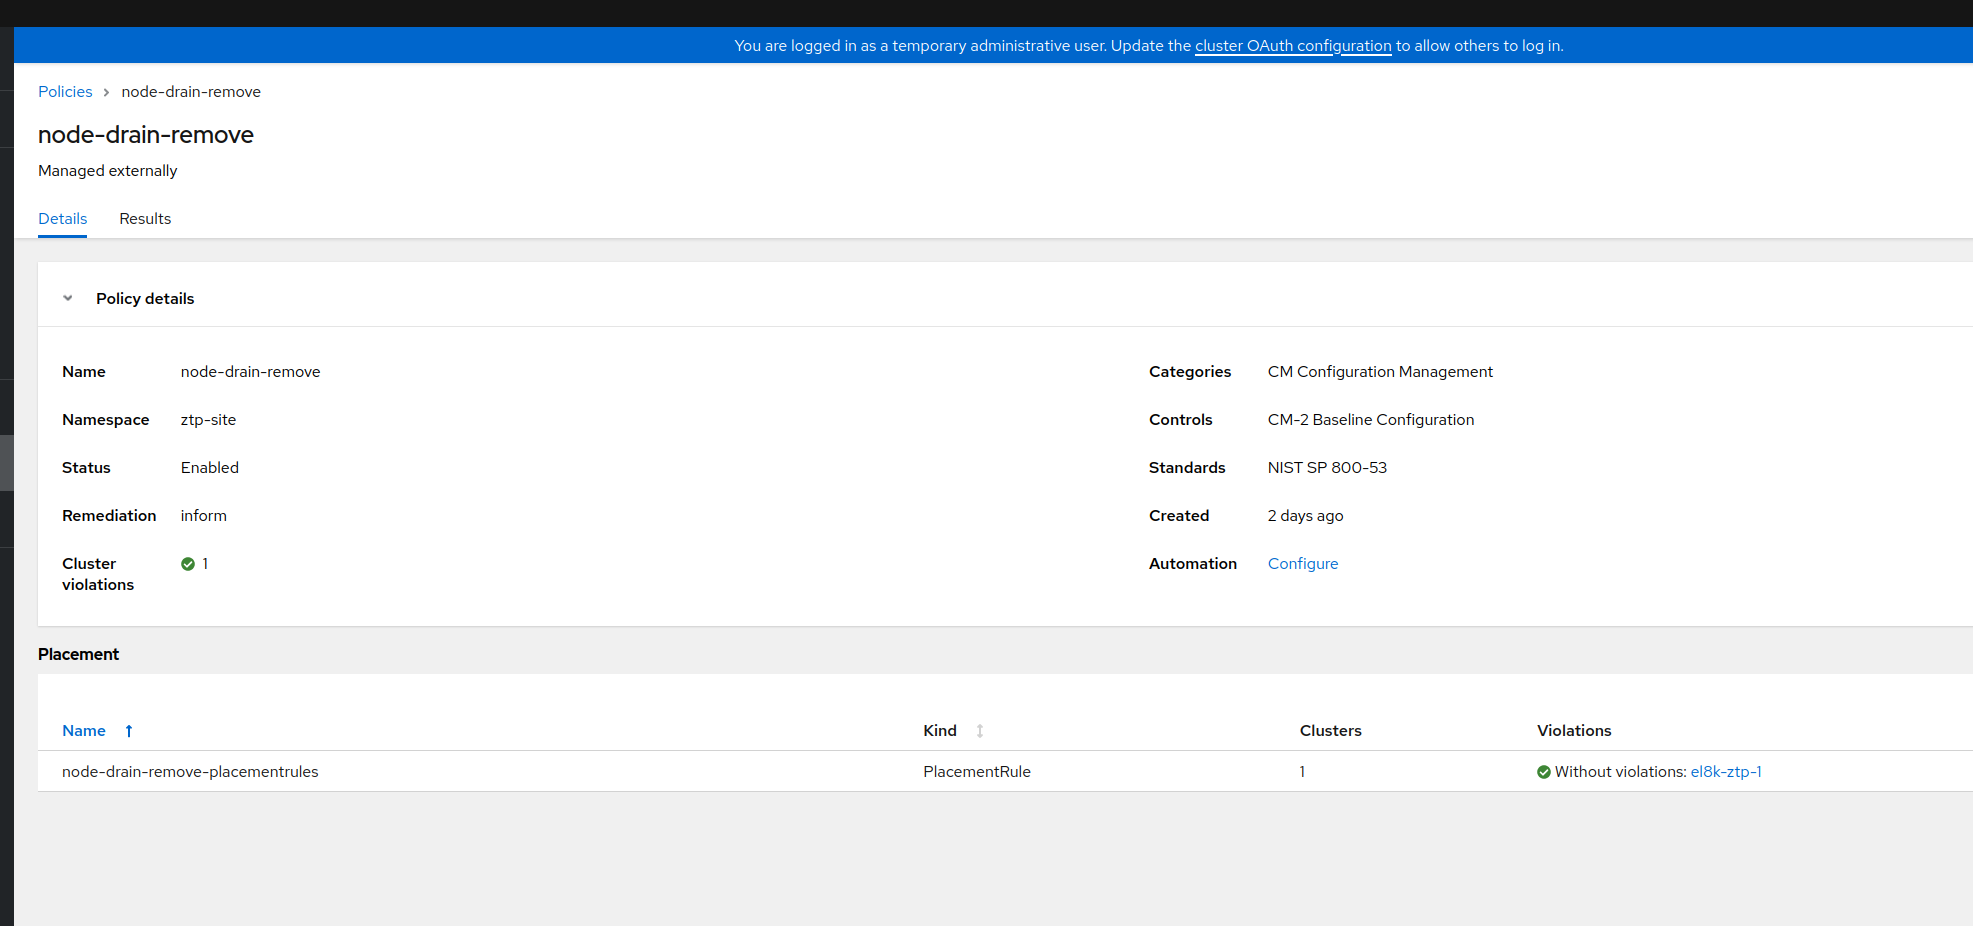 You are logged in as a temporary administrative user. Update the cluster OAuth configuration to allow others to log in.
Policies > node-drain-remove
node-drain-remove
Managed externally
Details Results
Policy details
Name node-drain-remove
Categories CM Configuration Management
Namespace ztp-site
Controls CM-2 Baseline Configuration
Status Enabled
Standards NIST SP 800-53
Remediation inform
Created 2 days ago
Cluster violations 1
Automation Configure
Placement
Name Kind Clusters Violations
node-drain-remove-placementrules PlacementRule 1 Without violations: el8k-ztp-1